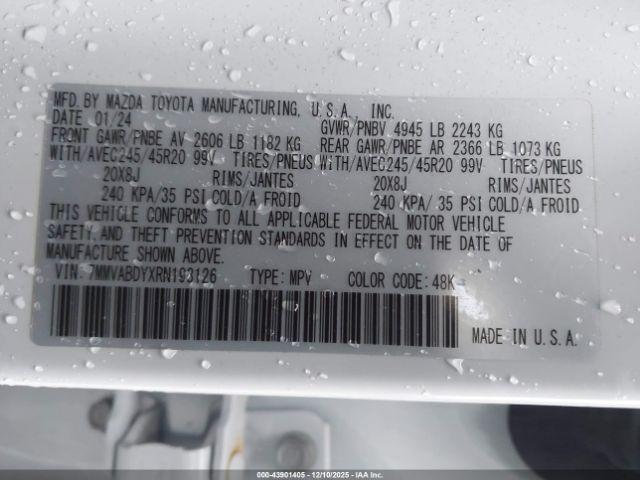 MFD. BY MAZDA TOYOTA MANUFACTURING, U.S.A., INC.
DATE 01/24 GVWR/PNBV 4945 LB 2243 KG
FRONT GAWR/PNBE AV 2606 LB 1182 KG REAR GAWR/PNBE AR 2366 LB 1073 KG
WITH/AVEC245/45R20 99V TIRES/PNEUS WITH/AVEC245/45R20 99V TIRES/PNEUS
20X8J RIMS/JANTES 20X8J RIMS/JANTES
240 KPA/35 PSI COLD/A FROID 240 KPA/ 35 PSI COLD/A FROID
THIS VEHICLE CONFORMS TO ALL APPLICABLE FEDERAL MOTOR VEHICLE
SAFETY, AND THEFT PREVENTION STANDARDS IN EFFECT ON THE DATE OF
MANUFACTURE SHOWN ABOVE.
VIN: 7MMVABDYXRN193126 TYPE: MPV COLOR CODE: 48K
MADE IN U.S.A.
000-43901405 - 12/10/2025 - IAA Inc.